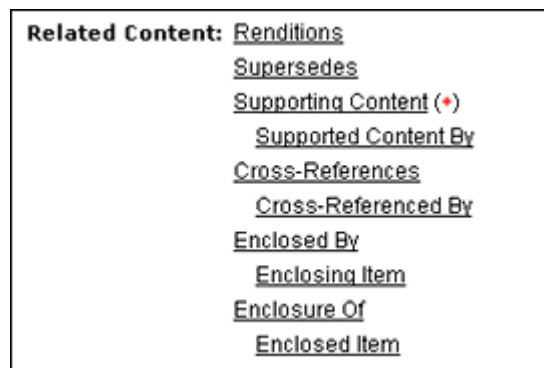 Related Content: Renditions
Supersedes
Supporting Content (*)
Supported Content By
Cross-References
Cross-Referenced By
Enclosed By
Enclosing Item
Enclosure Of
Enclosed Item